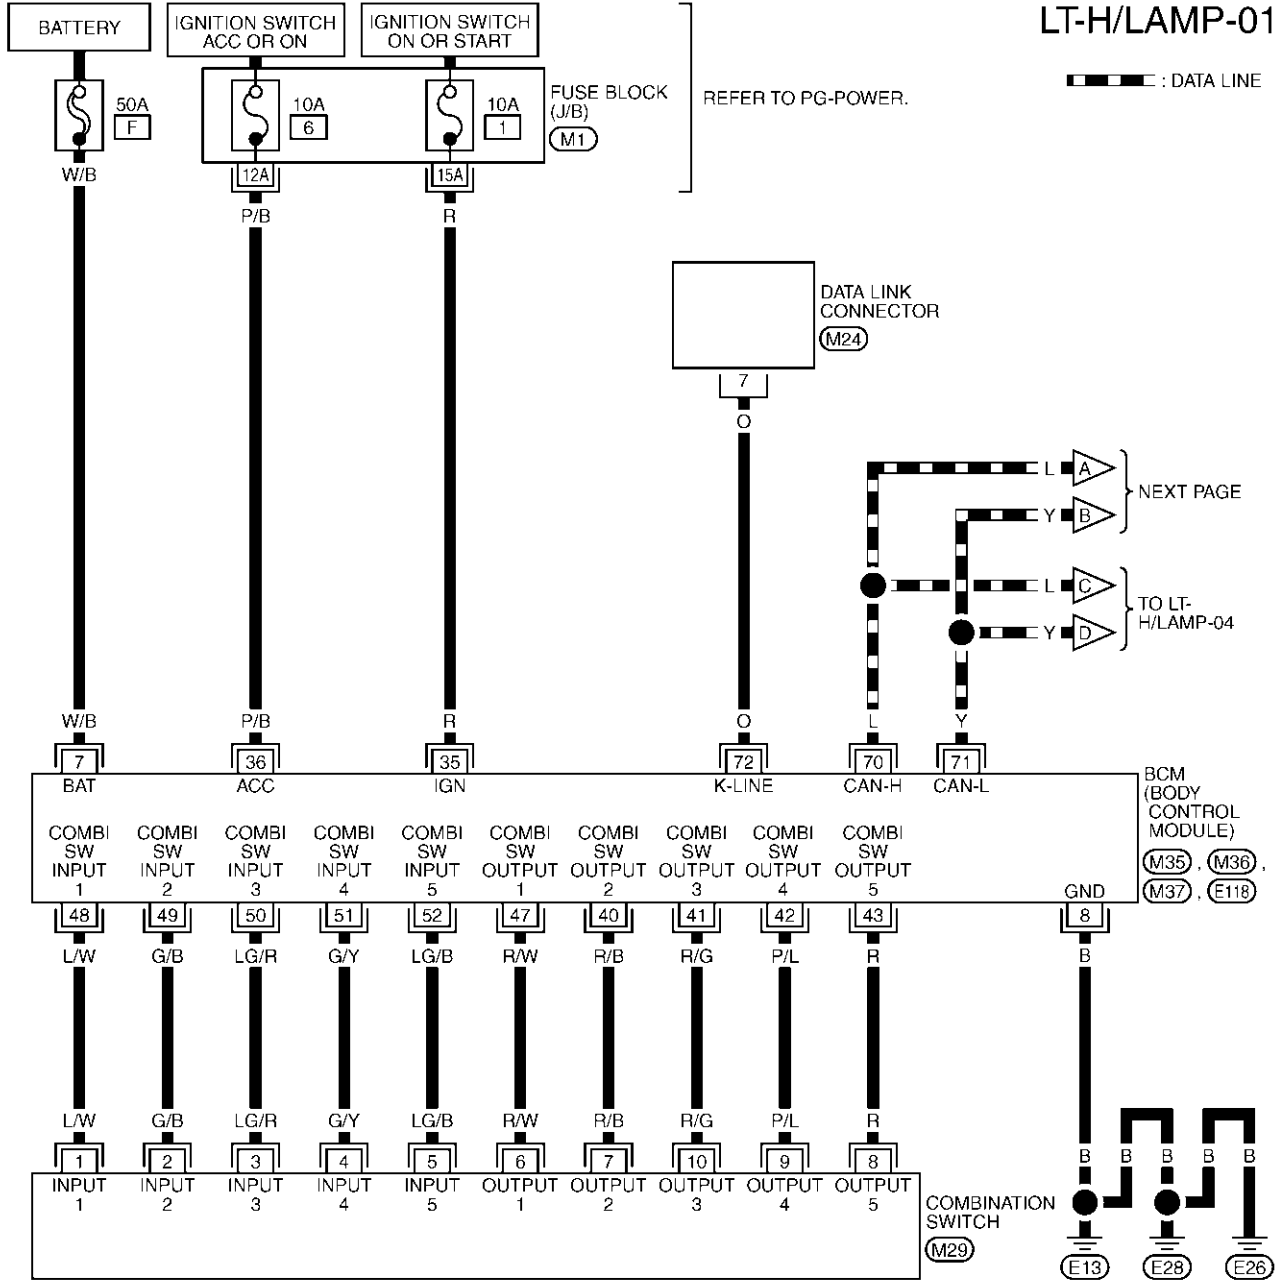 LT-H/LAMP-01
BATTERY
IGNITION SWITCH
ACC OR ON
IGNITION SWITCH
ON OR START
: DATA LINE
50A
F
10A
6
10A
1
FUSE BLOCK
(J/B)
M1
REFER TO PG-POWER.
W/B
12A
15A
P/B
R
DATA LINK
CONNECTOR
M24
7
O
L
A
Y
B
NEXT PAGE
L
C
Y
D
TO LT-
H/LAMP-04
W/B
P/B
R
O
L
Y
7
36
35
72
70
71
BAT
ACC
IGN
K-LINE
CAN-H
CAN-L
BCM
(BODY
CONTROL
MODULE)
M35 , M36 ,
M37 , E118
COMBI
SW
INPUT
1
COMBI
SW
INPUT
2
COMBI
SW
INPUT
3
COMBI
SW
INPUT
4
COMBI
SW
INPUT
5
COMBI
SW
OUTPUT
1
COMBI
SW
OUTPUT
2
COMBI
SW
OUTPUT
3
COMBI
SW
OUTPUT
4
COMBI
SW
OUTPUT
5
GND
48
49
50
51
52
47
40
41
42
43
8
L/W
G/B
LG/R
G/Y
LG/B
R/W
R/B
R/G
P/L
R
B
L/W
G/B
LG/R
G/Y
LG/B
R/W
R/B
R/G
P/L
R
B
B
B
B
B
1
2
3
4
5
6
7
10
9
8
INPUT
1
INPUT
2
INPUT
3
INPUT
4
INPUT
5
OUTPUT
1
OUTPUT
2
OUTPUT
3
OUTPUT
4
OUTPUT
5
COMBINATION
SWITCH
M29
E13
E28
E26